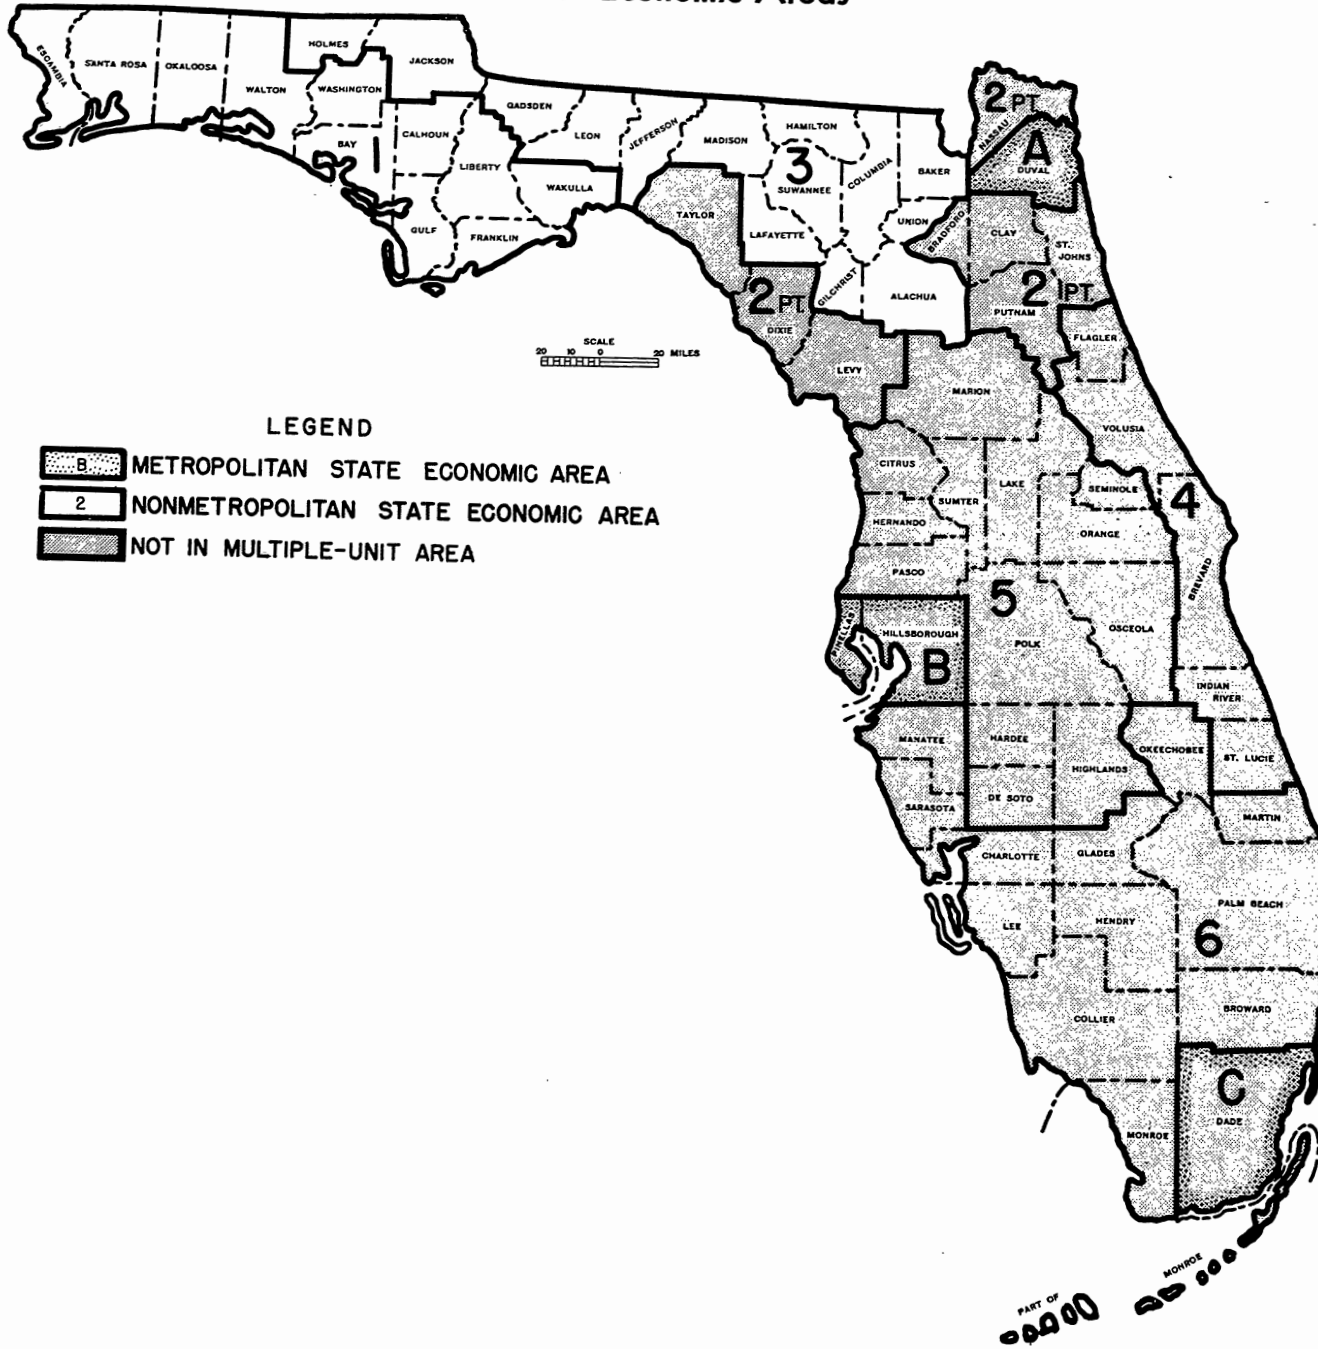 Economic Areas
ESCAMBIA
SANTA ROSA
OKALOOSA
WALTON
HOLMES
WASHINGTON
JACKSON
BAY
I
CALHOUN
LIBERTY
GULF
FRANKLIN
GADSDEN
LEON
WAKULLA
JEFFERSON
MADISON
HAMILTON
3
SUWANNEE
COLUMBIA
BAKER
TAYLOR
LAFAYETTE
UNION
BRADFORD
GILCHRIST
ALACHUA
2 PT.
NASSAU
A
DUVAL
CLAY
ST. JOHNS
2 PT.
PUTNAM
2 PT.
DIXIE
LEVY
FLAGLER
MARION
VOLUSIA
SCALE
20 10 0 20 MILES
LEGEND
B METROPOLITAN STATE ECONOMIC AREA
2 NONMETROPOLITAN STATE ECONOMIC AREA
NOT IN MULTIPLE-UNIT AREA
CITRUS
SUMTER
LAKE
SEMINOLE
4
HERNANDO
ORANGE
PASCO
BREVARD
5
PINELLAS
HILLSBOROUGH
B
POLK
OSCEOLA
INDIAN RIVER
MANATEE
HARDEE
HIGHLANDS
OKEECHOBEE
ST. LUCIE
SARASOTA
DE SOTO
MARTIN
CHARLOTTE
GLADES
LEE
HENDRY
PALM BEACH
6
COLLIER
BROWARD
C
DADE
MONROE
PART OF
MONROE